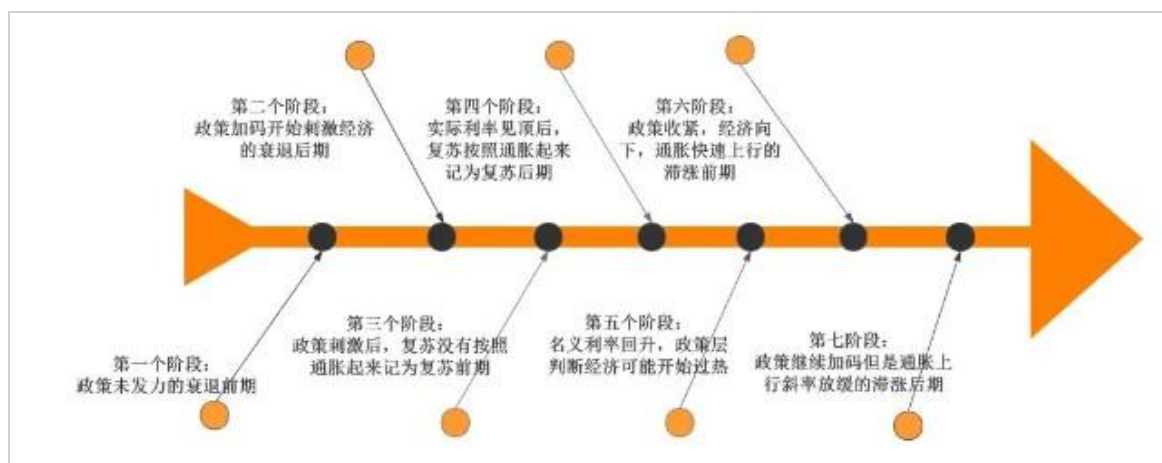 第二个阶段：
政策加码开始刺激经济
的衰退后期
第四个阶段：
实际利率见顶后，
复苏按照通胀起来
记为复苏后期
第六阶段：
政策收紧，经济向
下，通胀快速上行的
滞涨前期
第一个阶段：
政策未发力的衰退前期
第三个阶段：
政策刺激后，复苏没有按照
通胀起来记为复苏前期
第五个阶段：
名义利率回升，政策层
判断经济可能开始过热
第七阶段：
政策继续加码但是通胀上
行斜率放缓的滞涨后期